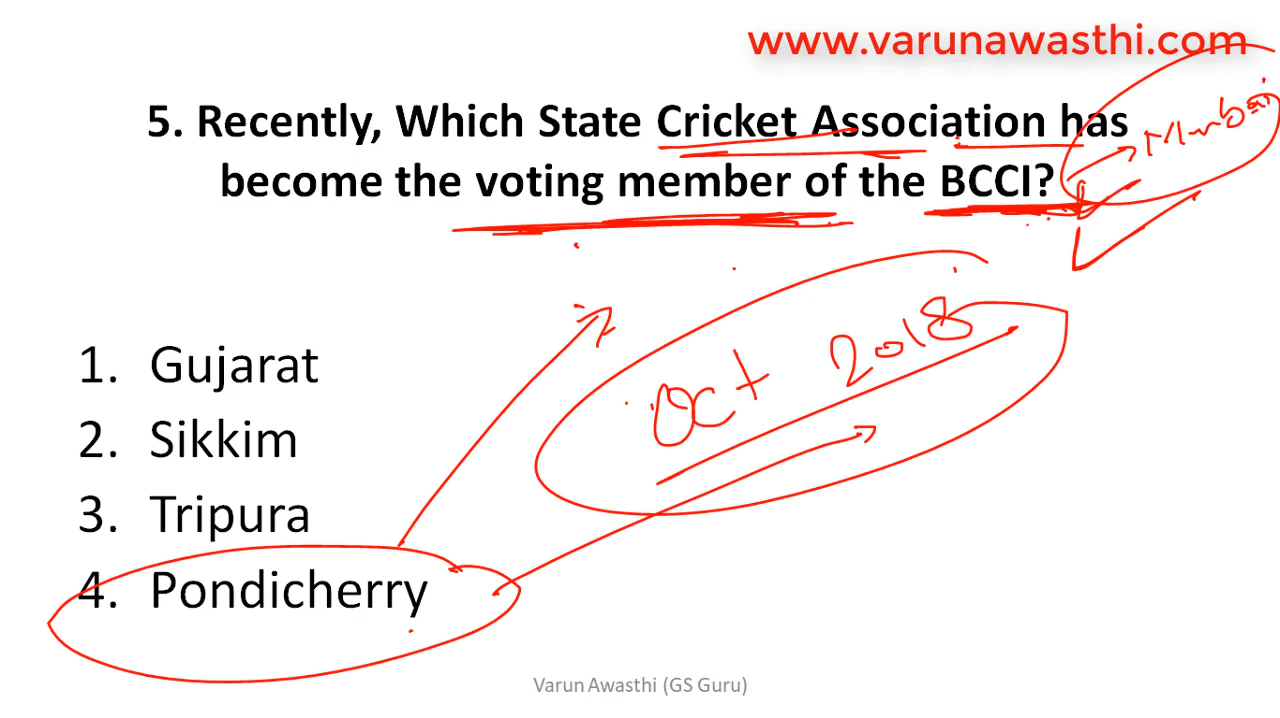 www.varunawasthi.com
5. Recently, Which State Cricket Association has
become the voting member of the BCCI?
Mumbai
Oct 2018
1. Gujarat
2. Sikkim
3. Tripura
4. Pondicherry
Varun Awasthi (GS Guru)